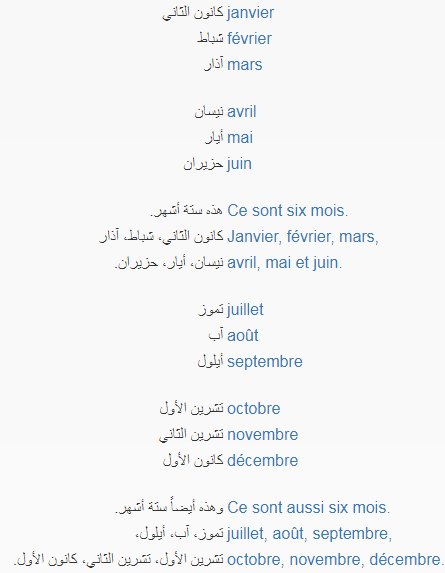 كانون الثاني janvier
شباط février
آذار mars
نيسان avril
أيار mai
حزيران juin
هذه ستة أشهر. Ce sont six mois.
كانون الثاني، شباط، آذار Janvier, février, mars,
نيسان، أيار، حزيران. avril, mai et juin.
تموز juillet
آب août
أيلول septembre
تشرين الأول octobre
تشرين الثاني novembre
كانون الأول décembre
وهذه أيضاً ستة أشهر. Ce sont aussi six mois.
تموز، آب، أيلول، juillet, août, septembre,
تشرين الأول، تشرين الثاني، كانون الأول. octobre, novembre, décembre.